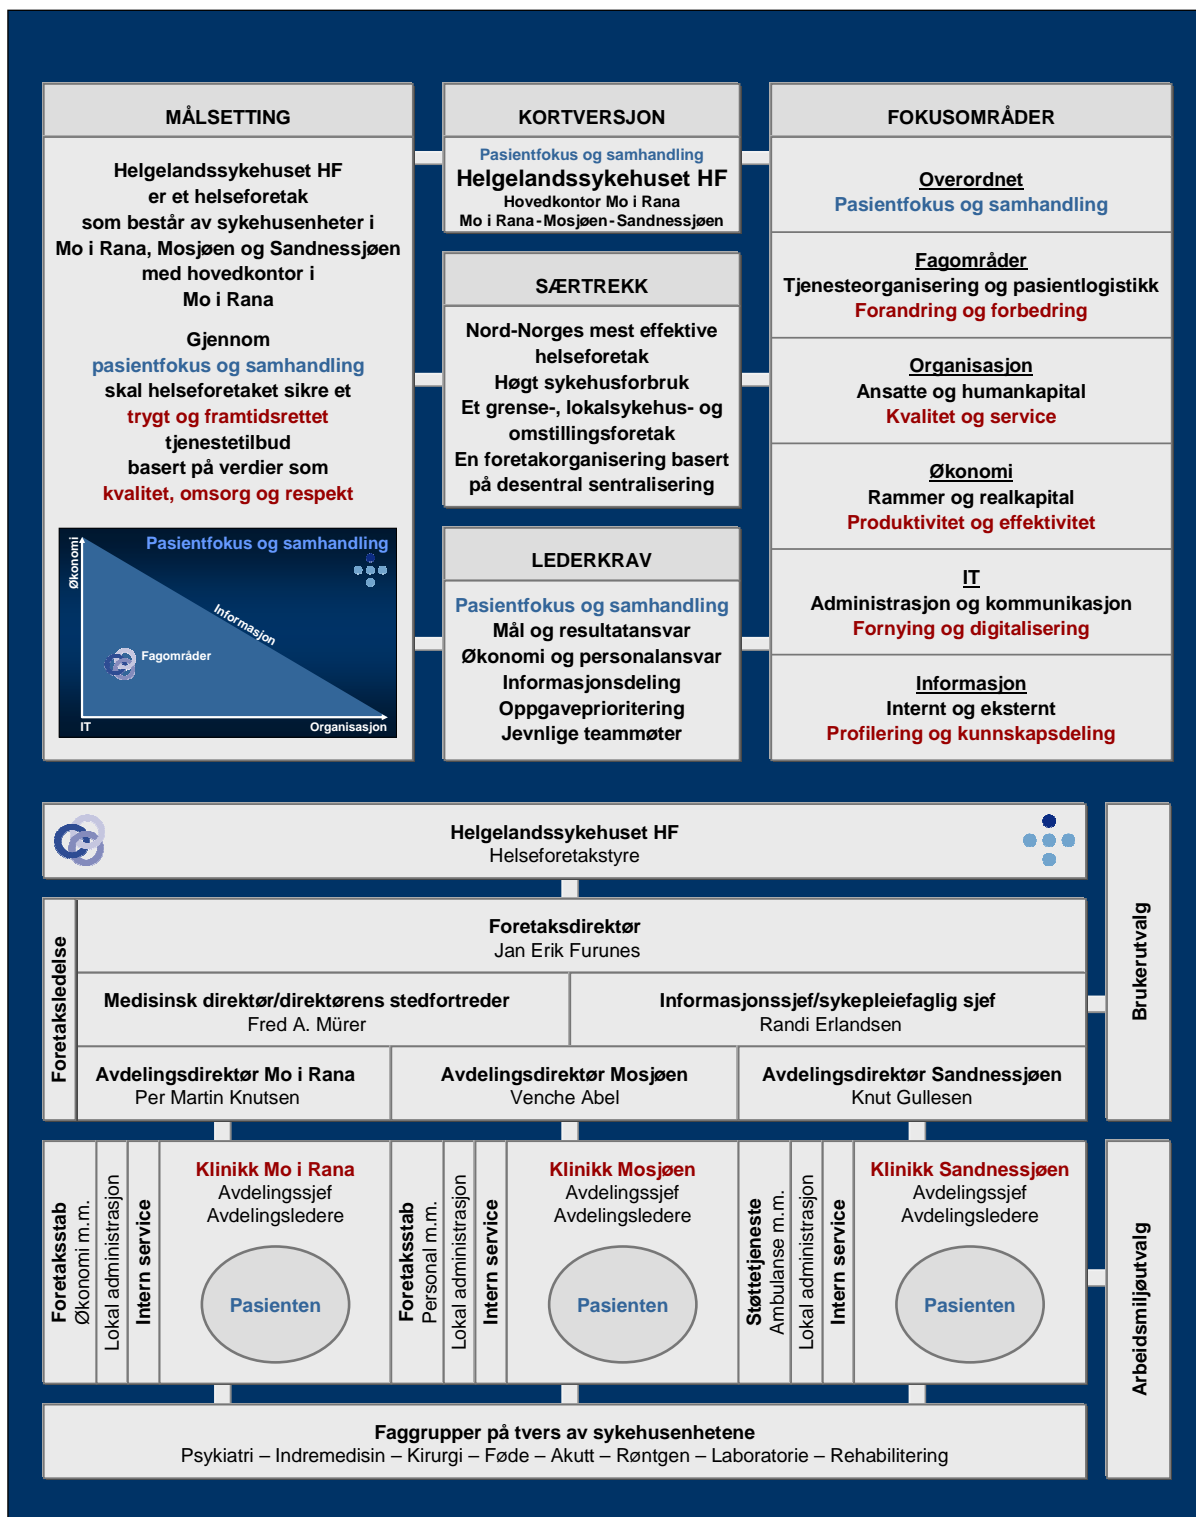 MÅLSETTING
Helgelandssykehuset HF
er et helseforetak
som består av sykehusenheter i
Mo i Rana, Mosjøen og Sandnessjøen
med hovedkontor i
Mo i Rana
Gjennom
pasientfokus og samhandling
skal helseforetaket sikre et
trygt og framtidsrettet
tjenestetilbud
basert på verdier som
kvalitet, omsorg og respekt
Økonomi
Pasientfokus og samhandling
Informasjon
Fagområder
IT
Organisasjon
KORTVERSJON
Pasientfokus og samhandling
Helgelandssykehuset HF
Hovedkontor Mo i Rana
Mo i Rana-Mosjøen-Sandnessjøen
SÆRTREKK
Nord-Norges mest effektive
helseforetak
Høgt sykehusforbruk
Et grense-, lokalsykehus- og
omstillingsforetak
En foretakorganisering basert
på desentral sentralisering
LEDERKRAV
Pasientfokus og samhandling
Mål og resultatansvar
Økonomi og personalansvar
Informasjonsdeling
Oppgaveprioritering
Jevnlige teammøter
FOKUSOMRÅDER
Overordnet
Pasientfokus og samhandling
Fagområder
Tjenesteorganisering og pasientlogistikk
Forandring og forbedring
Organisasjon
Ansatte og humankapital
Kvalitet og service
Økonomi
Rammer og realkapital
Produktivitet og effektivitet
IT
Administrasjon og kommunikasjon
Fornying og digitalisering
Informasjon
Internt og eksternt
Profilering og kunnskapsdeling
Helgelandssykehuset HF
Helseforetakstyre
Foretaksledelse
Foretaksdirektør
Jan Erik Furunes
Medisinsk direktør/direktørens stedfortreder
Fred A. Mürer
Informasjonssjef/sykepleiefaglig sjef
Randi Erlandsen
Avdelingsdirektør Mo i Rana
Per Martin Knutsen
Avdelingsdirektør Mosjøen
Venche Abel
Avdelingsdirektør Sandnessjøen
Knut Gullesen
Brukerutvalg
Foretaksstab
Økonomi m.m.
Lokal administrasjon
Intern service
Klinikk Mo i Rana
Avdelingssjef
Avdelingsledere
Pasienten
Foretaksstab
Personal m.m.
Lokal administrasjon
Intern service
Klinikk Mosjøen
Avdelingssjef
Avdelingsledere
Pasienten
Støttetjeneste
Ambulanse m.m.
Lokal administrasjon
Intern service
Klinikk Sandnessjøen
Avdelingssjef
Avdelingsledere
Pasienten
Arbeidsmiljøutvalg
Faggrupper på tvers av sykehusenhetene
Psykiatri – Indremedisin – Kirurgi – Føde – Akutt – Røntgen – Laboratorie – Rehabilitering